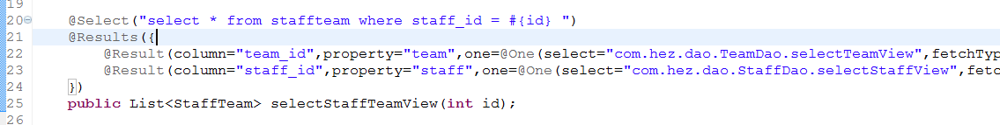 19
20 @Select("select * from staffteam where staff_id = #{id} ")
21 @Results({
22 @Result(column="team_id",property="team",one=@One(select="com.hez.dao.TeamDao.selectTeamView",fetchTyp
23 @Result(column="staff_id",property="staff",one=@One(select="com.hez.dao.StaffDao.selectStaffView",fetc
24 })
25 public List<StaffTeam> selectStaffTeamView(int id);
26